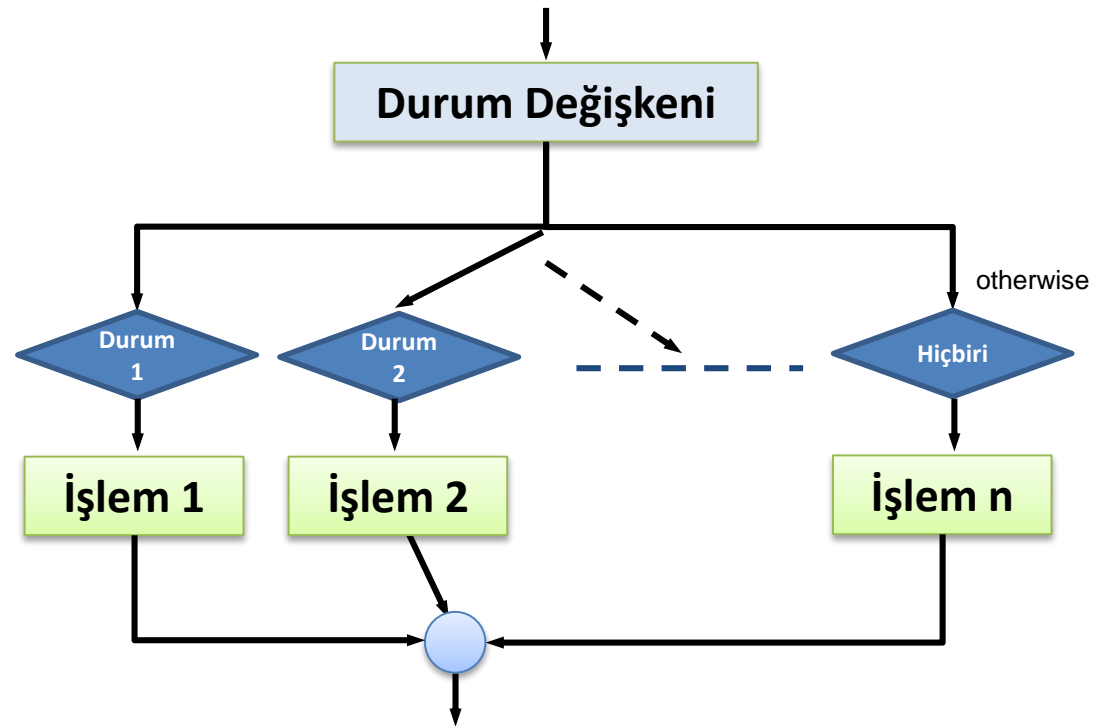 Durum Değişkeni
otherwise
Durum
1
Durum
2
Hiçbiri
İşlem 1
İşlem 2
İşlem n